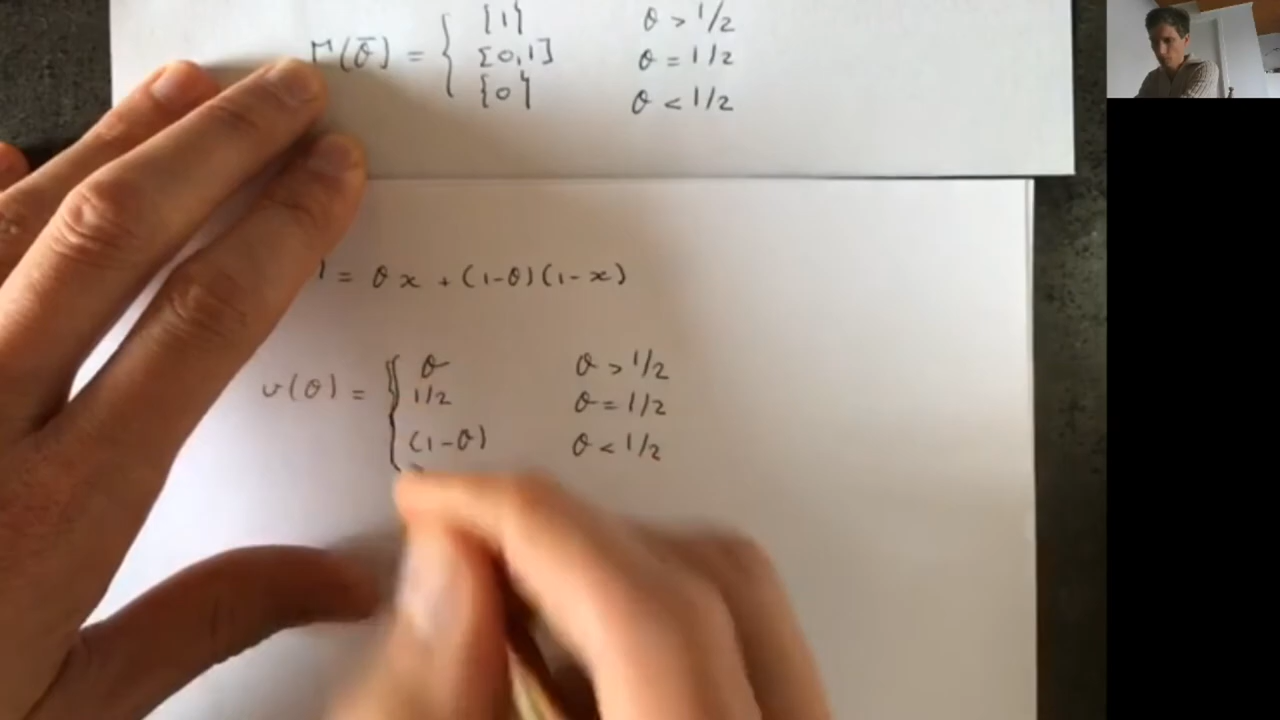 {1} θ > 1/2
Γ(θ̄) = { [0,1] θ = 1/2
{0} θ < 1/2
= θx + (1-θ)(1-x)
v(θ) = { θ θ > 1/2
1/2 θ = 1/2
(1-θ) θ < 1/2